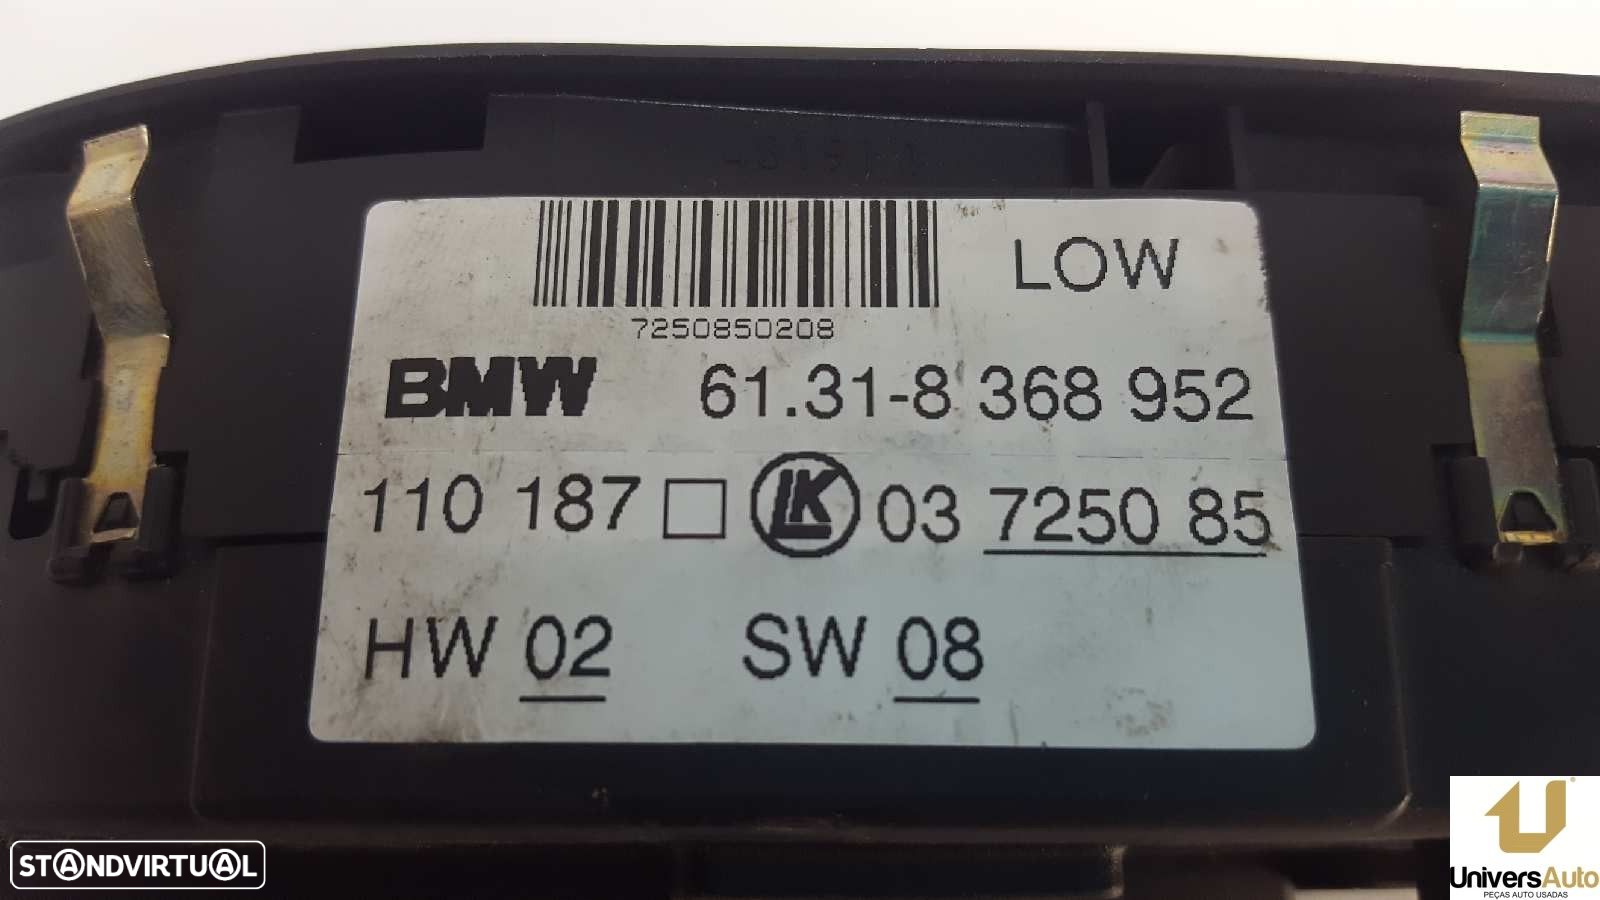 LOW
7250850208
BMW 61.31-8 368 952
110 187 LK 03 7250 85
HW 02 SW 08
STANDVIRTUAL
UniversAuto
PEÇAS AUTO USADAS